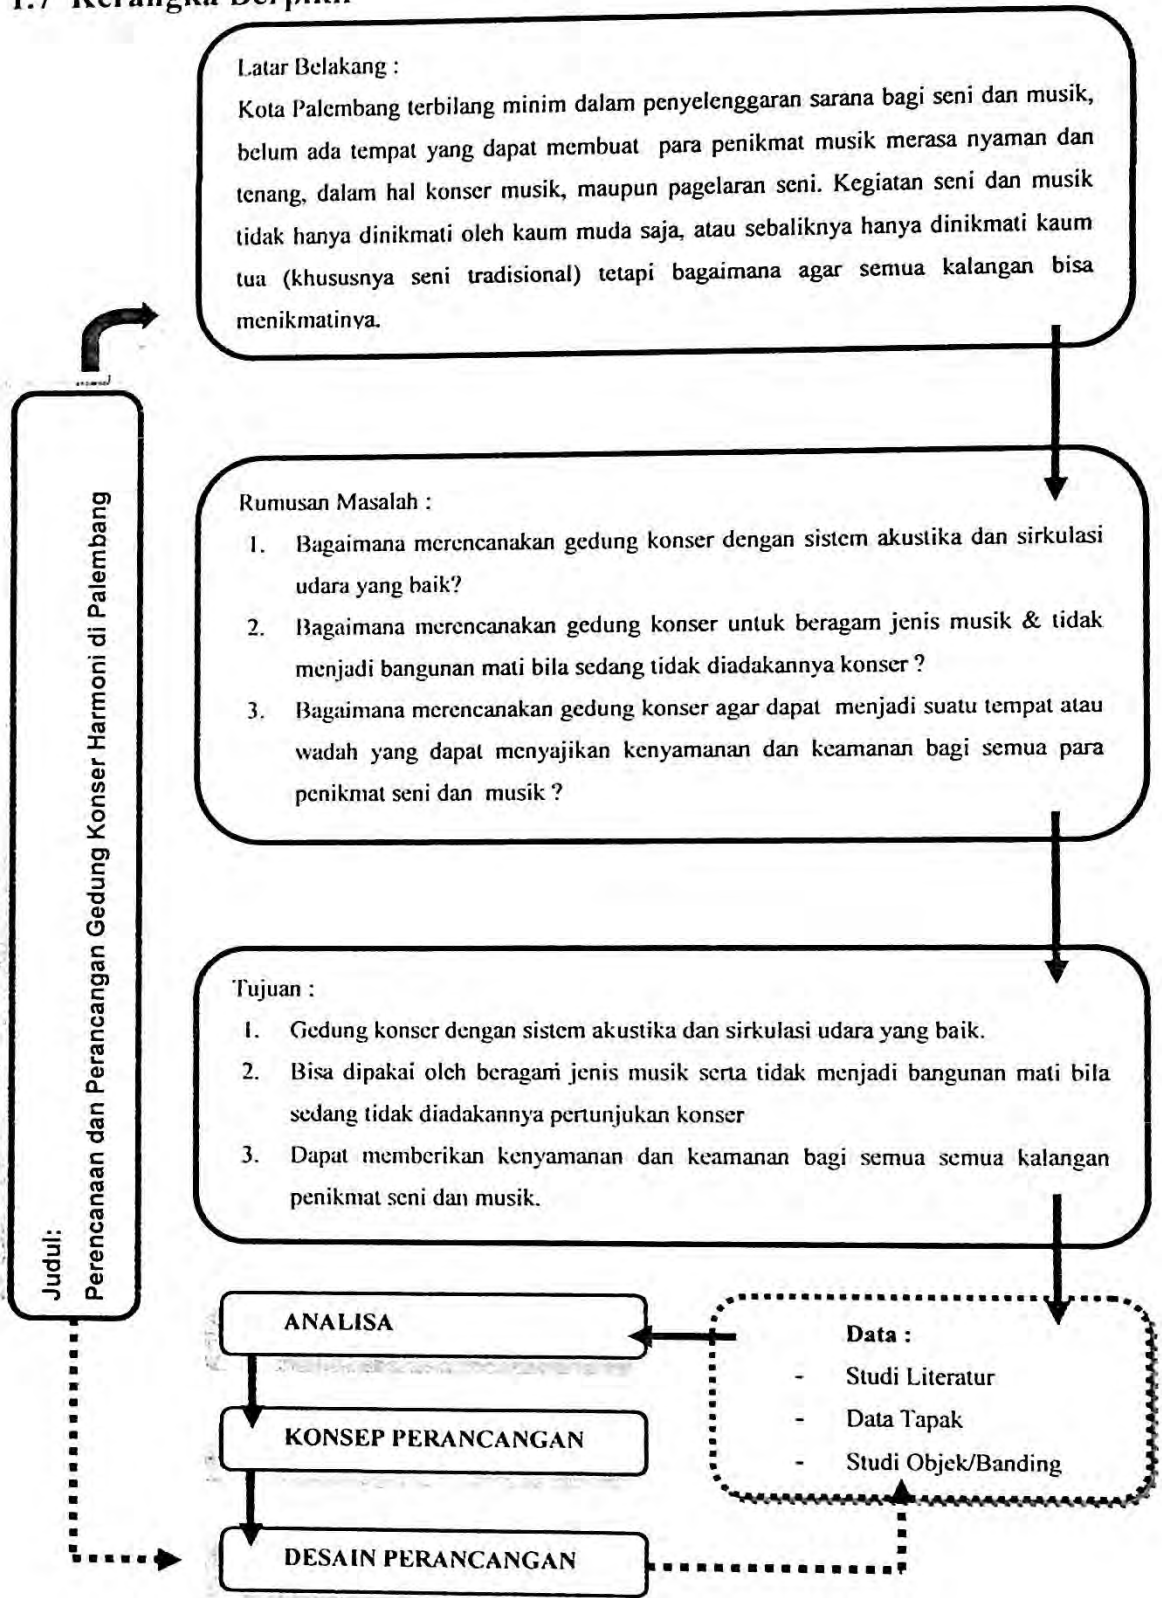 1.7 Kerangka Berpikir
Latar Belakang :
Kota Palembang terbilang minim dalam penyelenggaran sarana bagi seni dan musik,
belum ada tempat yang dapat membuat para penikmat musik merasa nyaman dan
tenang, dalam hal konser musik, maupun pagelaran seni. Kegiatan seni dan musik
tidak hanya dinikmati oleh kaum muda saja, atau sebaliknya hanya dinikmati kaum
tua (khususnya seni tradisional) tetapi bagaimana agar semua kalangan bisa
menikmatinya.
Judul:
Perencanaan dan Perancangan Gedung Konser Harmoni di Palembang
Rumusan Masalah :
1. Bagaimana merencanakan gedung konser dengan sistem akustika dan sirkulasi
udara yang baik?
2. Bagaimana merencanakan gedung konser untuk beragam jenis musik & tidak
menjadi bangunan mati bila sedang tidak diadakannya konser ?
3. Bagaimana merencanakan gedung konser agar dapat menjadi suatu tempat atau
wadah yang dapat menyajikan kenyamanan dan keamanan bagi semua para
penikmat seni dan musik ?
Tujuan :
1. Gedung konser dengan sistem akustika dan sirkulasi udara yang baik.
2. Bisa dipakai oleh beragam jenis musik serta tidak menjadi bangunan mati bila
sedang tidak diadakannya pertunjukan konser
3. Dapat memberikan kenyamanan dan keamanan bagi semua semua kalangan
penikmat seni dan musik.
ANALISA
KONSEP PERANCANGAN
DESAIN PERANCANGAN
Data :
- Studi Literatur
- Data Tapak
- Studi Objek/Banding